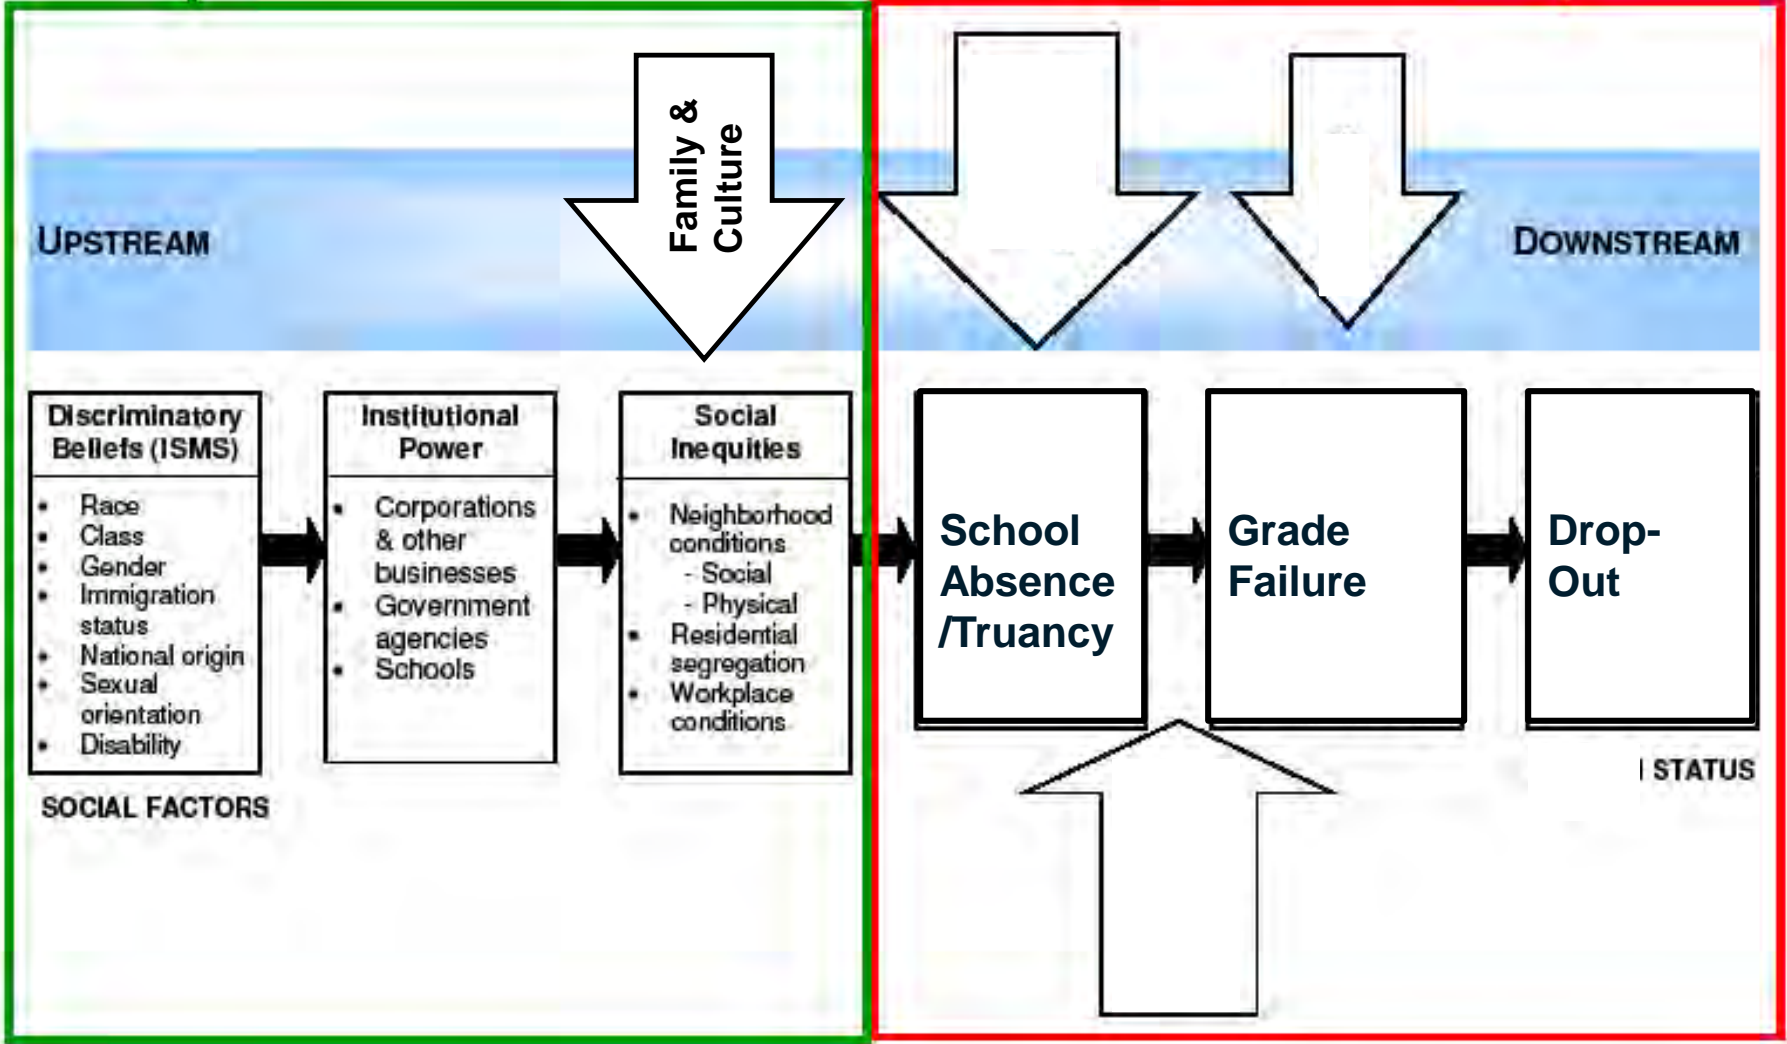 Family &
Culture
UPSTREAM
DOWNSTREAM
Discriminatory
Beliefs (ISMS)
• Race
• Class
• Gender
• Immigration
status
• National origin
• Sexual
orientation
• Disability
Institutional
Power
• Corporations
& other
businesses
• Government
agencies
• Schools
Social
Inequities
• Neighborhood
conditions
- Social
- Physical
• Residential
segregation
• Workplace
conditions
School
Absence
/Truancy
Grade
Failure
Drop-
Out
SOCIAL FACTORS
STATUS